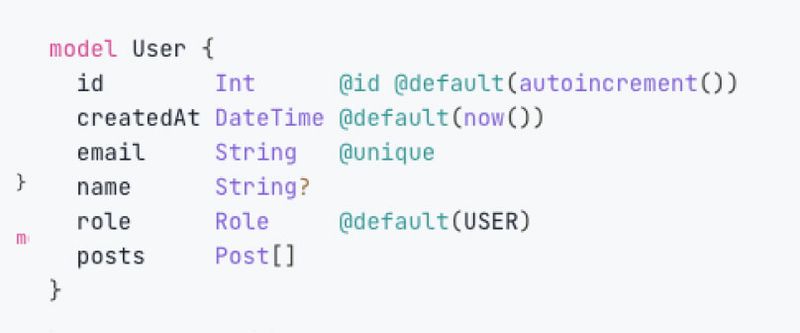 model User {
  id        Int      @id @default(autoincrement())
  createdAt DateTime @default(now())
  email     String   @unique
  name      String?
  role      Role     @default(USER)
  posts     Post[]
}
}